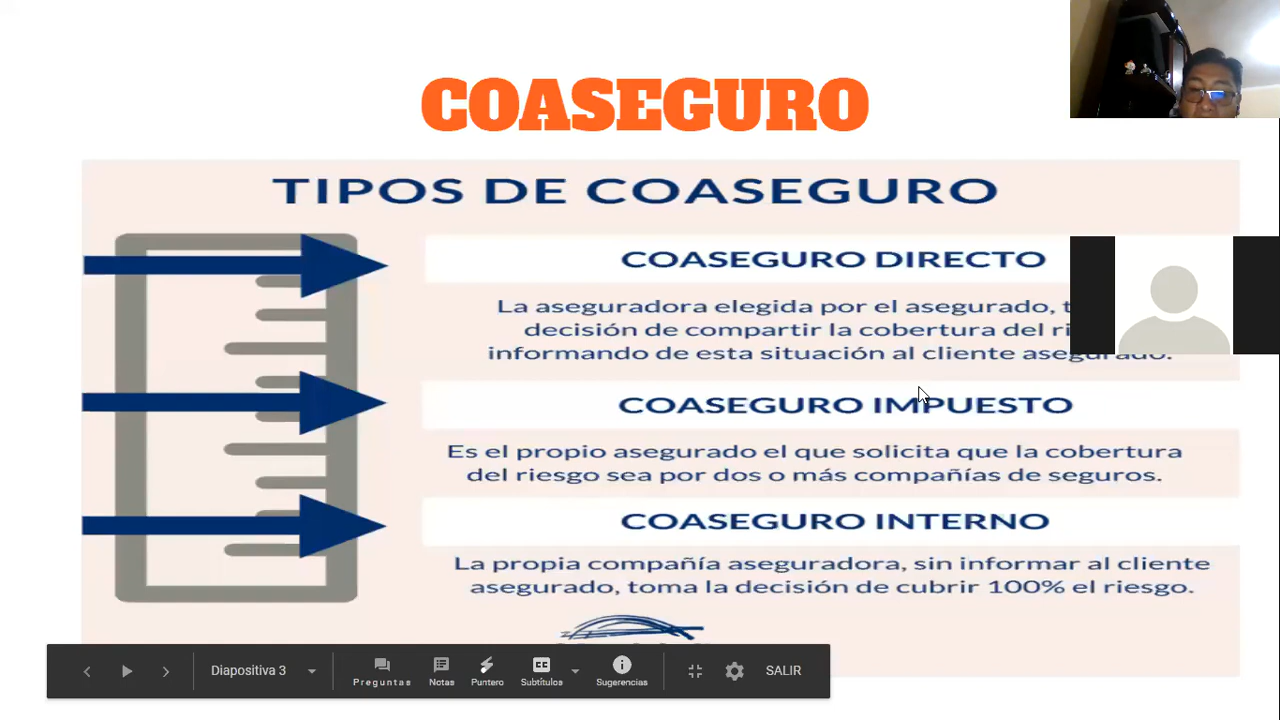 COASEGURO
TIPOS DE COASEGURO
COASEGURO DIRECTO
La aseguradora elegida por el asegurado,
decisión de compartir la cobertura del
informando de esta situación al cliente asegurado.
COASEGURO IMPUESTO
Es el propio asegurado el que solicita que la cobertura
del riesgo sea por dos o más compañías de seguros.
COASEGURO INTERNO
La propia compañía aseguradora, sin informar al cliente
asegurado, toma la decisión de cubrir 100% el riesgo.
Diapositiva 3
Preguntas
Notas
Puntero
CC
Subtítulos
Sugerencias
SALIR